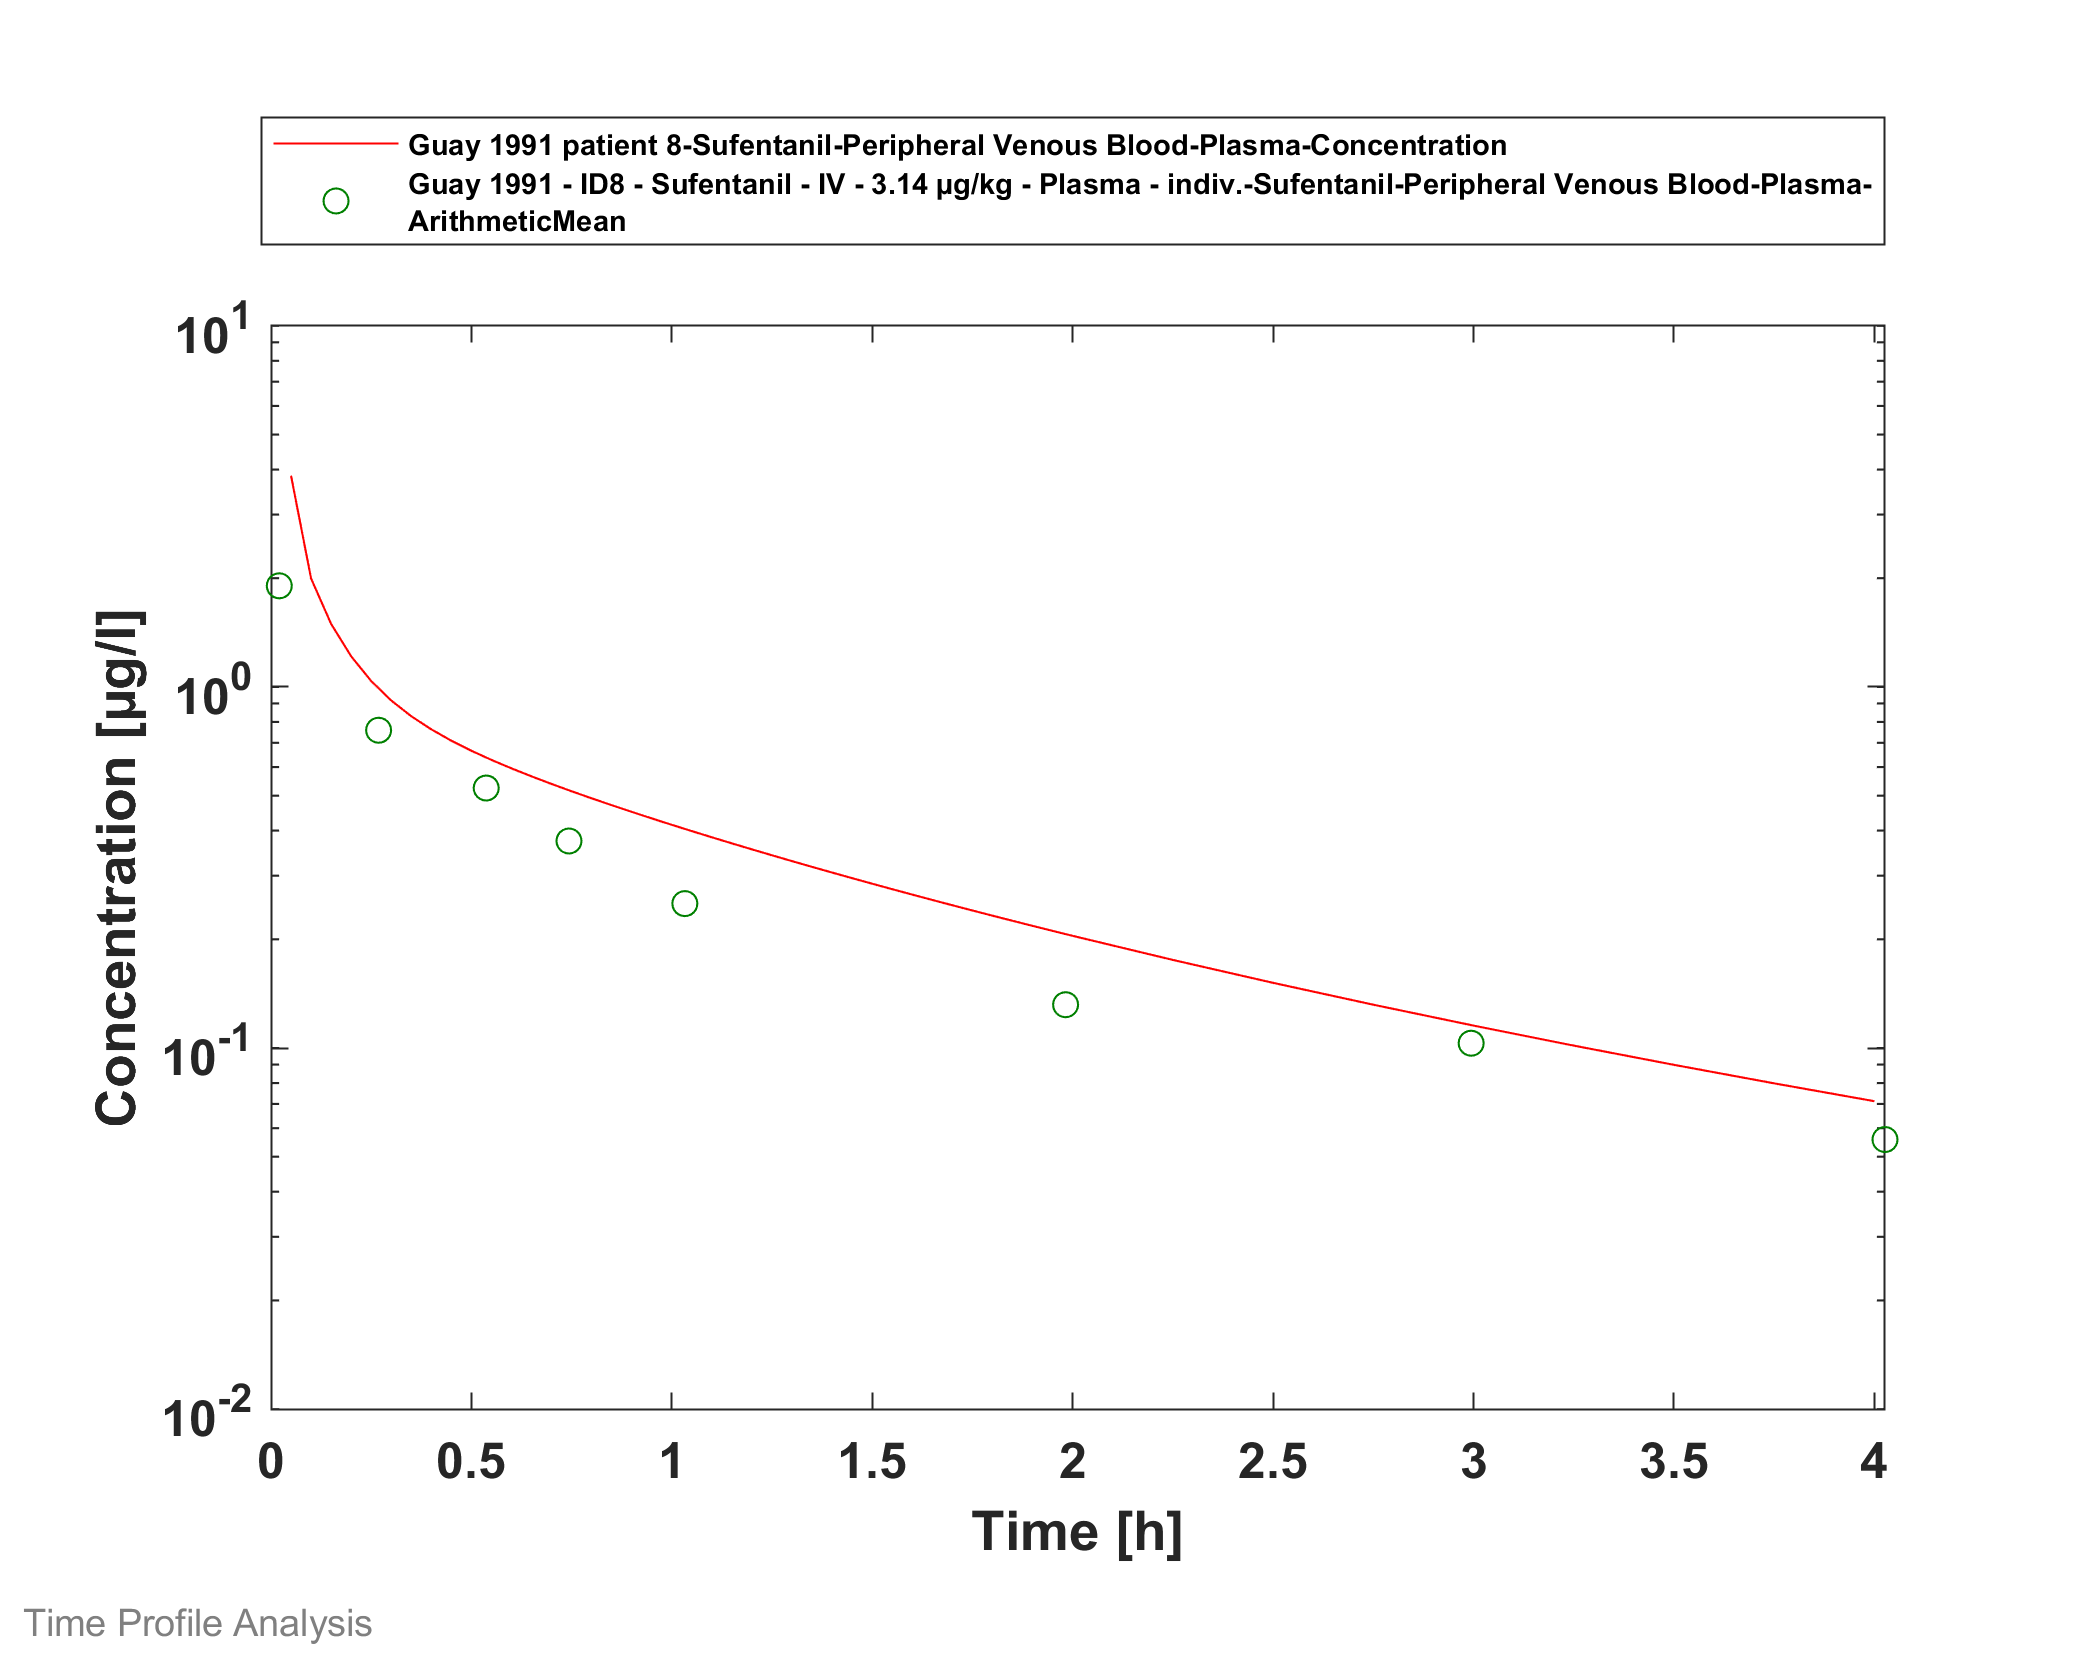 Guay 1991 patient 8-Sufentanil-Peripheral Venous Blood-Plasma-Concentration
Guay 1991 - ID8 - Sufentanil - IV - 3.14 µg/kg - Plasma - indiv.-Sufentanil-Peripheral Venous Blood-Plasma-
ArithmeticMean
10^1
10^0
10^-1
10^-2
Concentration [µg/l]
0 0.5 1 1.5 2 2.5 3 3.5 4
Time [h]
Time Profile Analysis